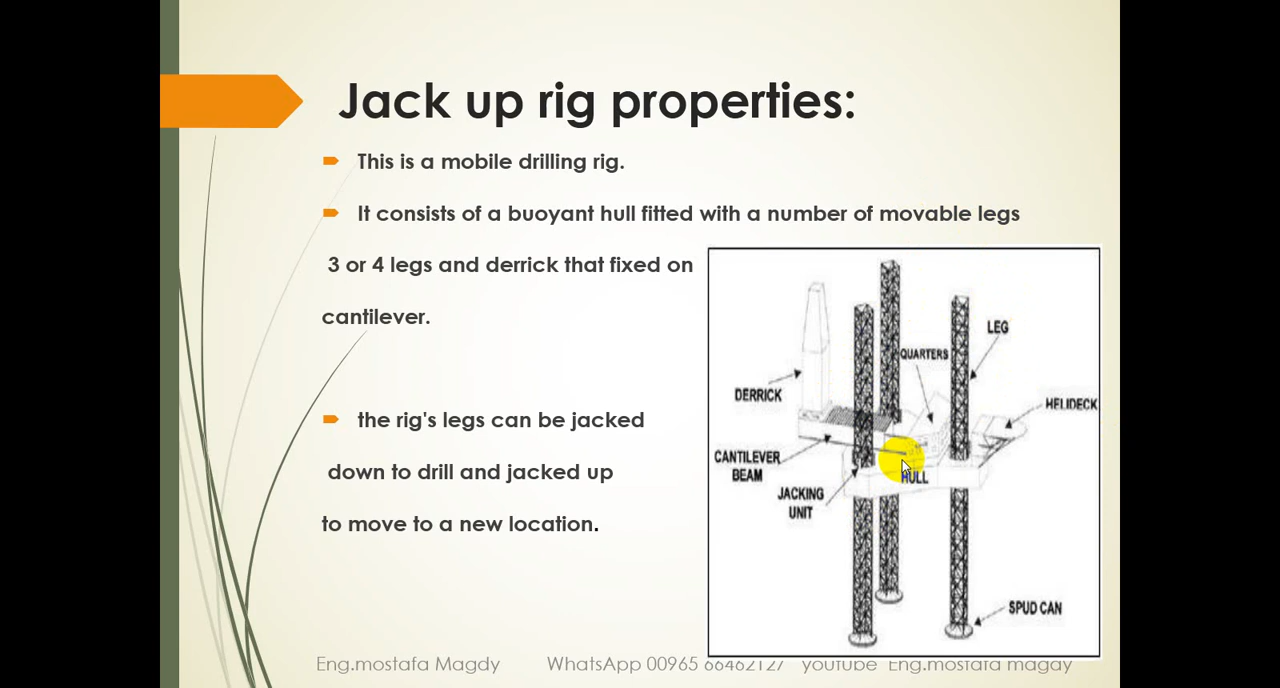 Jack up rig properties:
This is a mobile drilling rig.
It consists of a buoyant hull fitted with a number of movable legs
3 or 4 legs and derrick that fixed on
cantilever.
the rig's legs can be jacked
down to drill and jacked up
to move to a new location.
LEG
QUARTERS
DERRICK
HELIDECK
CANTILEVER
BEAM
HULL
JACKING
UNIT
SPUD CAN
Eng.mostafa Magdy WhatsApp 00965 66462127 youtube Eng.mostafa magdy